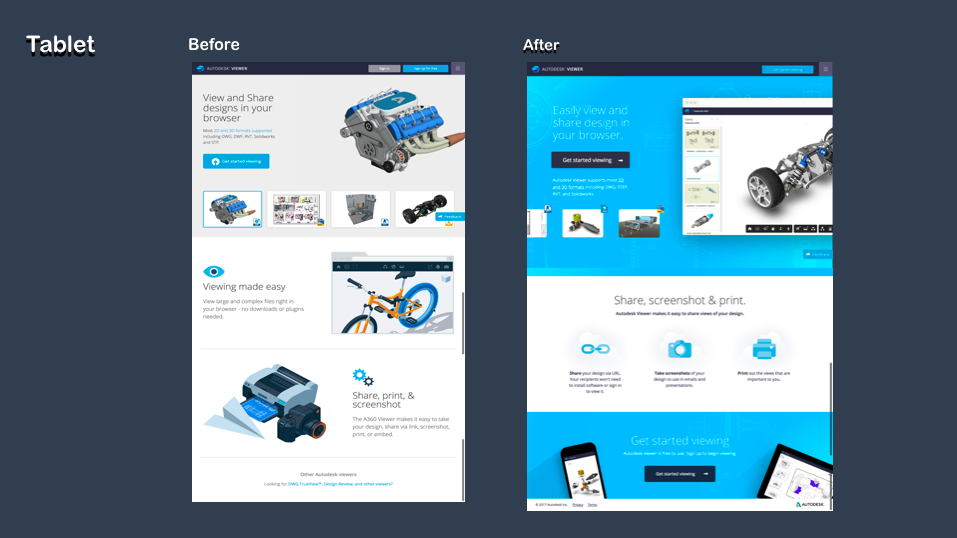 Tablet
Before
After
AUTODESK® VIEWER
Sign in
Sign up for free
View and Share
designs in your
browser
Most 2D and 3D formats supported,
including DWG, DWF, RVT, Solidworks
and STP.
Get started viewing
Feedback
Viewing made easy
View large and complex files right in
your browser - no downloads or plugins
needed.
Share, print, &
screenshot
The A360 Viewer makes it easy to take
your design, share via link, screenshot,
print, or embed.
Other Autodesk viewers
Looking for DWG TrueView™, Design Review, and other viewers?
AUTODESK® VIEWER
Get started viewing
Easily view and
share design in
your browser.
Get started viewing
Autodesk Viewer supports most 2D
and 3D formats including DWG, STEP,
RVT, and Solidworks
Feedback
Share, screenshot & print.
Autodesk Viewer makes it easy to share views of your design.
Share your design via URL.
Your recipients won't need
to install software or sign in
to view it.
Take screenshots of your
design to use in emails and
presentations.
Print out the views that are
important to you.
Get started viewing
Autodesk Viewer is free to use. Sign up to begin viewing.
Get started viewing
© 2017 Autodesk Inc. Privacy Terms
AUTODESK